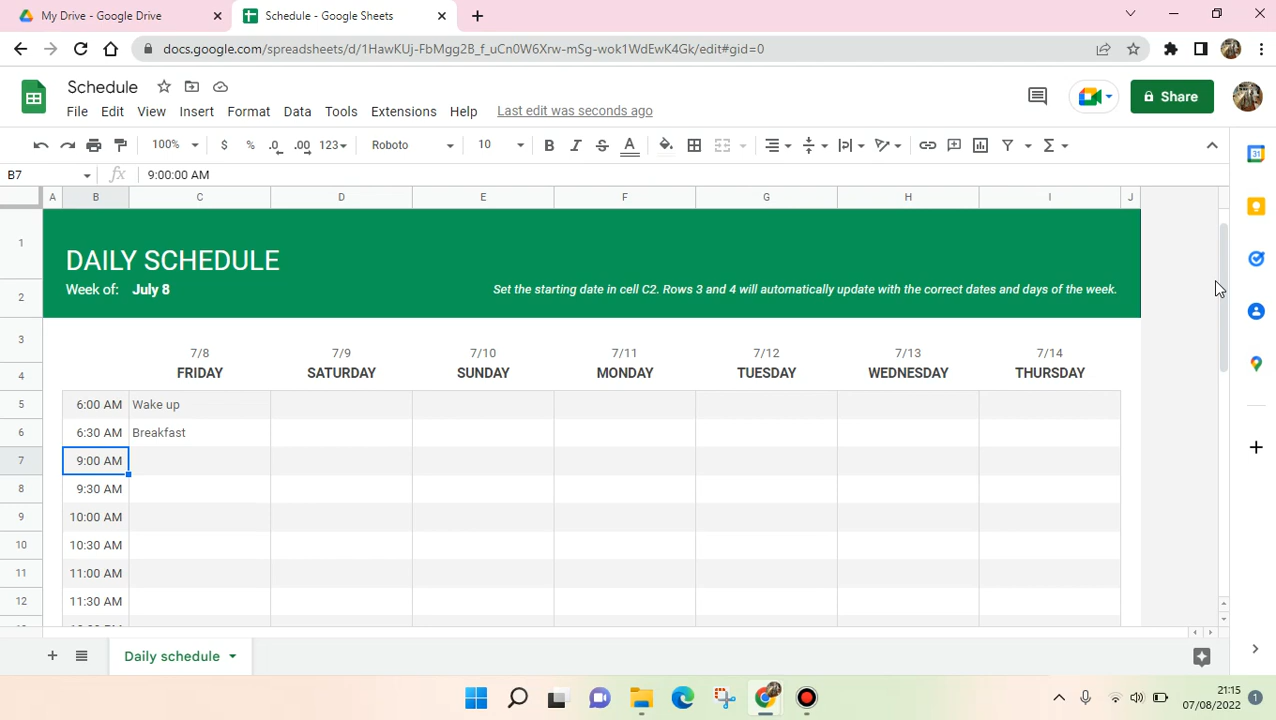 My Drive - Google Drive
Schedule - Google Sheets
docs.google.com/spreadsheets/d/1HawKUj-FbMgg2B_f_uCn0W6Xrw-mSg-wok1WdEwK4Gk/edit#gid=0
Schedule
File Edit View Insert Format Data Tools Extensions Help Last edit was seconds ago
Share
100% $ % .0 .00 123 Roboto 10 B I S A
B7 fx 9:00:00 AM
A B C D E F G H I J
1 DAILY SCHEDULE
2 Week of: July 8 Set the starting date in cell C2. Rows 3 and 4 will automatically update with the correct dates and days of the week.
3 7/8 7/9 7/10 7/11 7/12 7/13 7/14
4 FRIDAY SATURDAY SUNDAY MONDAY TUESDAY WEDNESDAY THURSDAY
5 6:00 AM Wake up
6 6:30 AM Breakfast
7 9:00 AM
8 9:30 AM
9 10:00 AM
10 10:30 AM
11 11:00 AM
12 11:30 AM
Daily schedule
31
21:15
07/08/2022 1